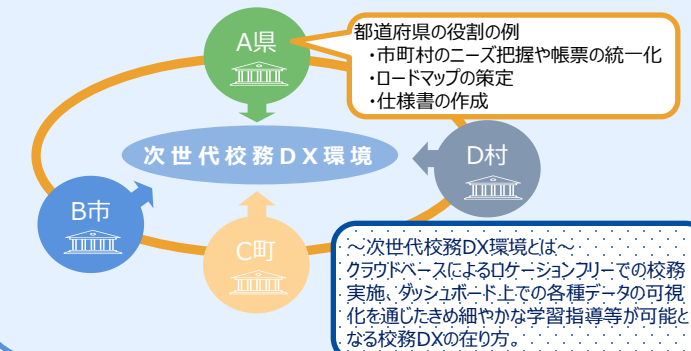 A県
都道府県の役割の例
・市町村のニーズ把握や帳票の統一化
・ロードマップの策定
・仕様書の作成
次世代校務DX環境
D村
B市
C町
～次世代校務DX環境とは～
クラウドベースによるロケーションフリーでの校務
実施、ダッシュボード上での各種データの可視
化を通じたきめ細やかな学習指導等が可能と
なる校務DXの在り方。